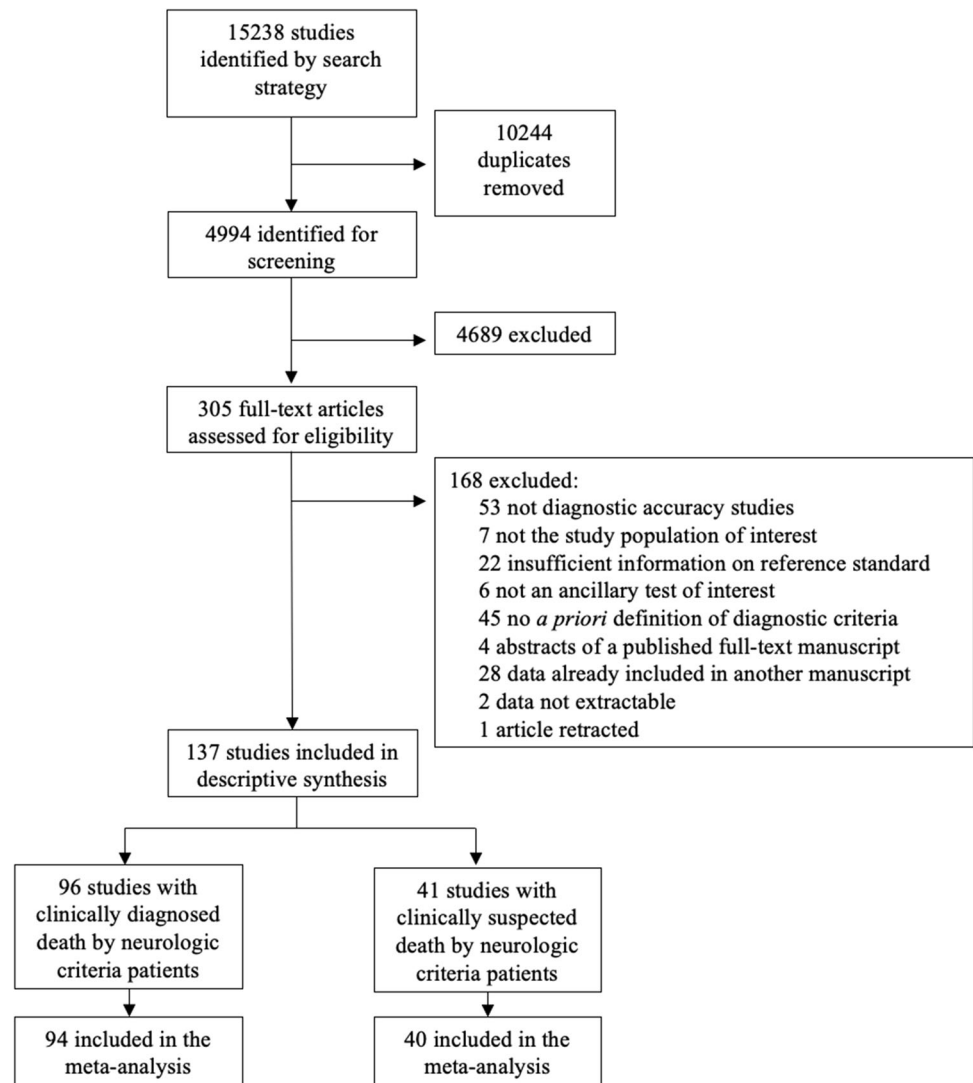 15238 studies
identified by search
strategy
10244
duplicates
removed
4994 identified for
screening
4689 excluded
305 full-text articles
assessed for eligibility
168 excluded:
53 not diagnostic accuracy studies
7 not the study population of interest
22 insufficient information on reference standard
6 not an ancillary test of interest
45 no a priori definition of diagnostic criteria
4 abstracts of a published full-text manuscript
28 data already included in another manuscript
2 data not extractable
1 article retracted
137 studies included in
descriptive synthesis
96 studies with
clinically diagnosed
death by neurologic
criteria patients
41 studies with
clinically suspected
death by neurologic
criteria patients
94 included in the
meta-analysis
40 included in the
meta-analysis